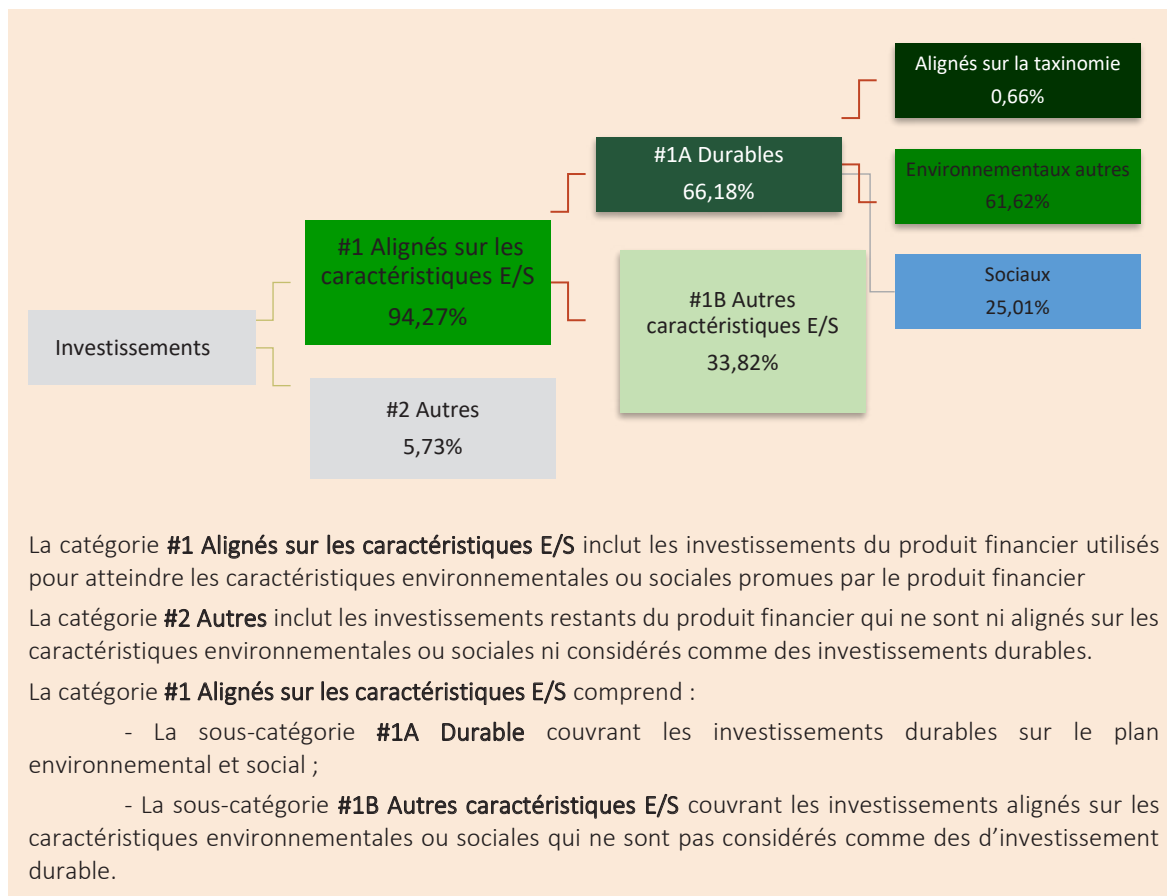 Alignés sur la taxinomie
0,66%
#1A Durables
66,18%
Environnementaux autres
61,62%
#1 Alignés sur les
caractéristiques E/S
94,27%
Sociaux
25,01%
#1B Autres
caractéristiques E/S
33,82%
Investissements
#2 Autres
5,73%
La catégorie #1 Alignés sur les caractéristiques E/S inclut les investissements du produit financier utilisés
pour atteindre les caractéristiques environnementales ou sociales promues par le produit financier
La catégorie #2 Autres inclut les investissements restants du produit financier qui ne sont ni alignés sur les
caractéristiques environnementales ou sociales ni considérés comme des investissements durables.
La catégorie #1 Alignés sur les caractéristiques E/S comprend :
- La sous-catégorie #1A Durable couvrant les investissements durables sur le plan
environnemental et social ;
- La sous-catégorie #1B Autres caractéristiques E/S couvrant les investissements alignés sur les
caractéristiques environnementales ou sociales qui ne sont pas considérés comme des d’investissement
durable.